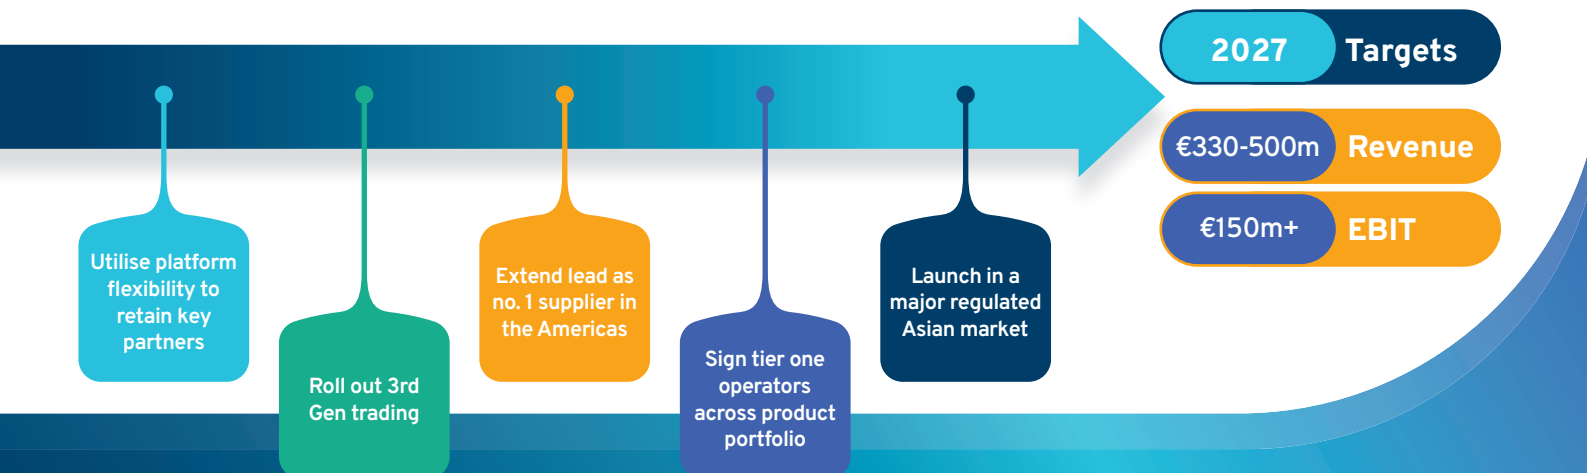 2027 Targets
€330-500m Revenue
€150m+ EBIT
Utilise platform
flexibility to
retain key
partners
Roll out 3rd
Gen trading
Extend lead as
no. 1 supplier in
the Americas
Sign tier one
operators
across product
portfolio
Launch in a
major regulated
Asian market